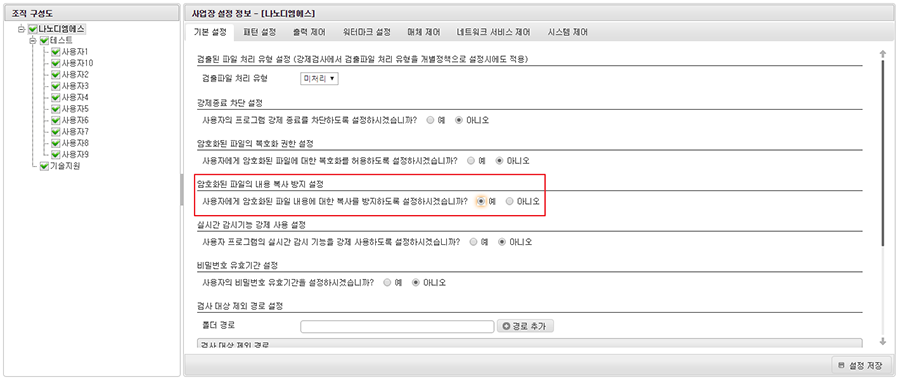 조직 구성도
나노디엠에스
테스트
사용자1
사용자10
사용자2
사용자3
사용자4
사용자5
사용자6
사용자7
사용자8
사용자9
기술지원
사업장 설정 정보 - [나노디엠에스]
기본 설정 패턴 설정 출력 제어 워터마크 설정 매체 제어 네트워크 서비스 제어 시스템 제어
검출된 파일 처리 유형 설정 (강제검사에서 검출파일 처리 유형을 개별정책으로 설정시에도 적용)
검출파일 처리 유형 미처리
강제종료 차단 설정
사용자의 프로그램 강제 종료를 차단하도록 설정하시겠습니까? 예 아니오
암호화된 파일의 복호화 권한 설정
사용자에게 암호화된 파일에 대한 복호화를 허용하도록 설정하시겠습니까? 예 아니오
암호화된 파일의 내용 복사 방지 설정
사용자에게 암호화된 파일 내용에 대한 복사를 방지하도록 설정하시겠습니까? 예 아니오
실시간 감시기능 강제 사용 설정
사용자 프로그램의 실시간 감시 기능을 강제 사용하도록 설정하시겠습니까? 예 아니오
비밀번호 유효기간 설정
사용자의 비밀번호 유효기간을 설정하시겠습니까? 예 아니오
검사 대상 제외 경로 설정
폴더 경로 경로 추가
검사 대상 제외 경로
설정 저장